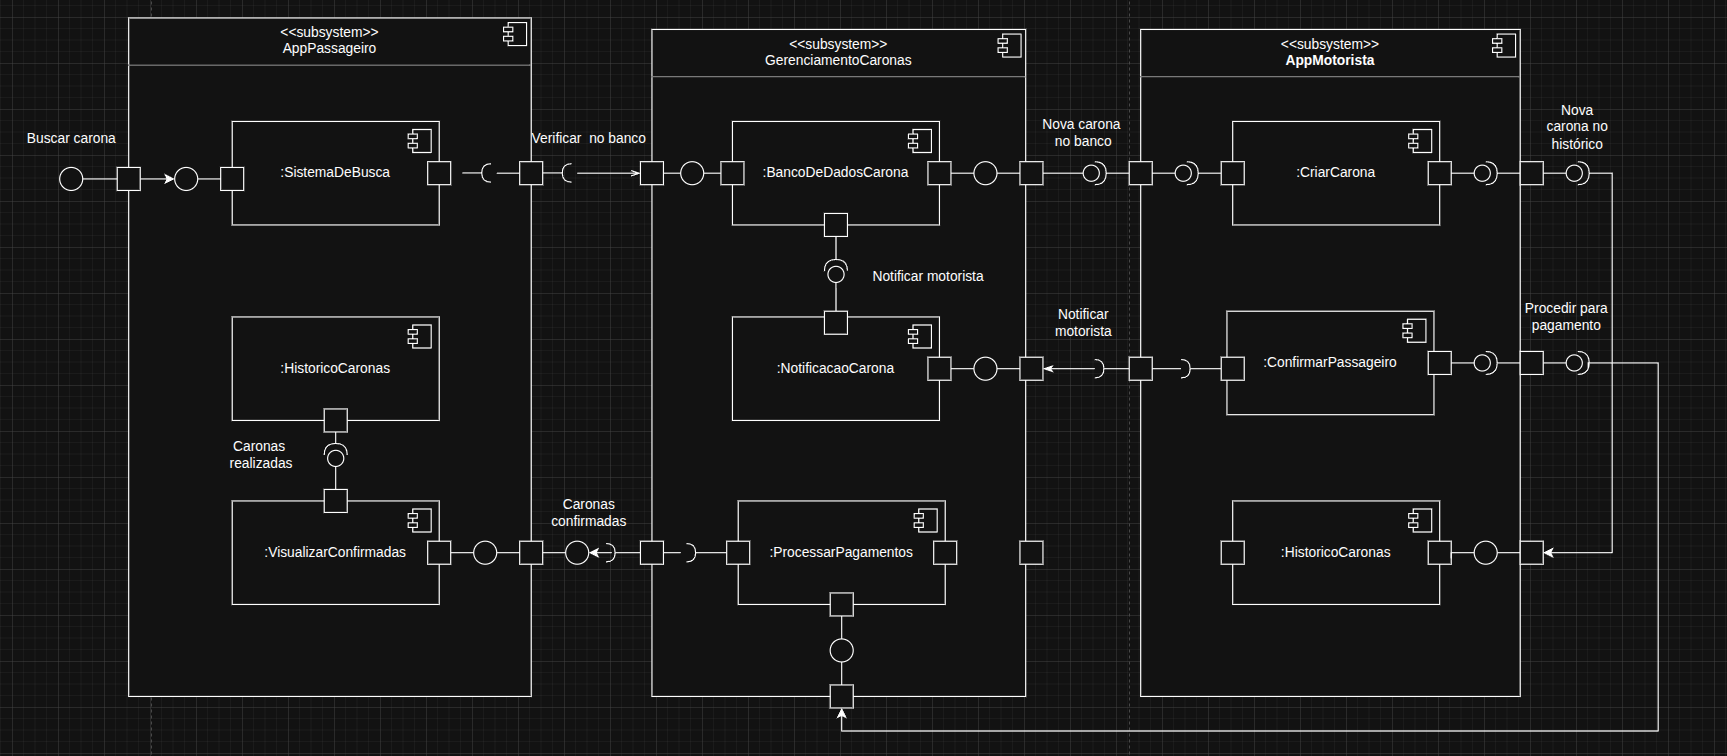 <<subsystem>>
AppPassageiro
<<subsystem>>
GerenciamentoCaronas
<<subsystem>>
AppMotorista
Buscar carona
:SistemaDeBusca
Verificar  no banco
:BancoDeDadosCarona
Nova carona
no banco
:CriarCarona
Nova
carona no
histórico
Notificar motorista
:HistoricoCaronas
:NotificacaoCarona
Notificar
motorista
:ConfirmarPassageiro
Procedir para
pagamento
Caronas
realizadas
:VisualizarConfirmadas
Caronas
confirmadas
:ProcessarPagamentos
:HistoricoCaronas